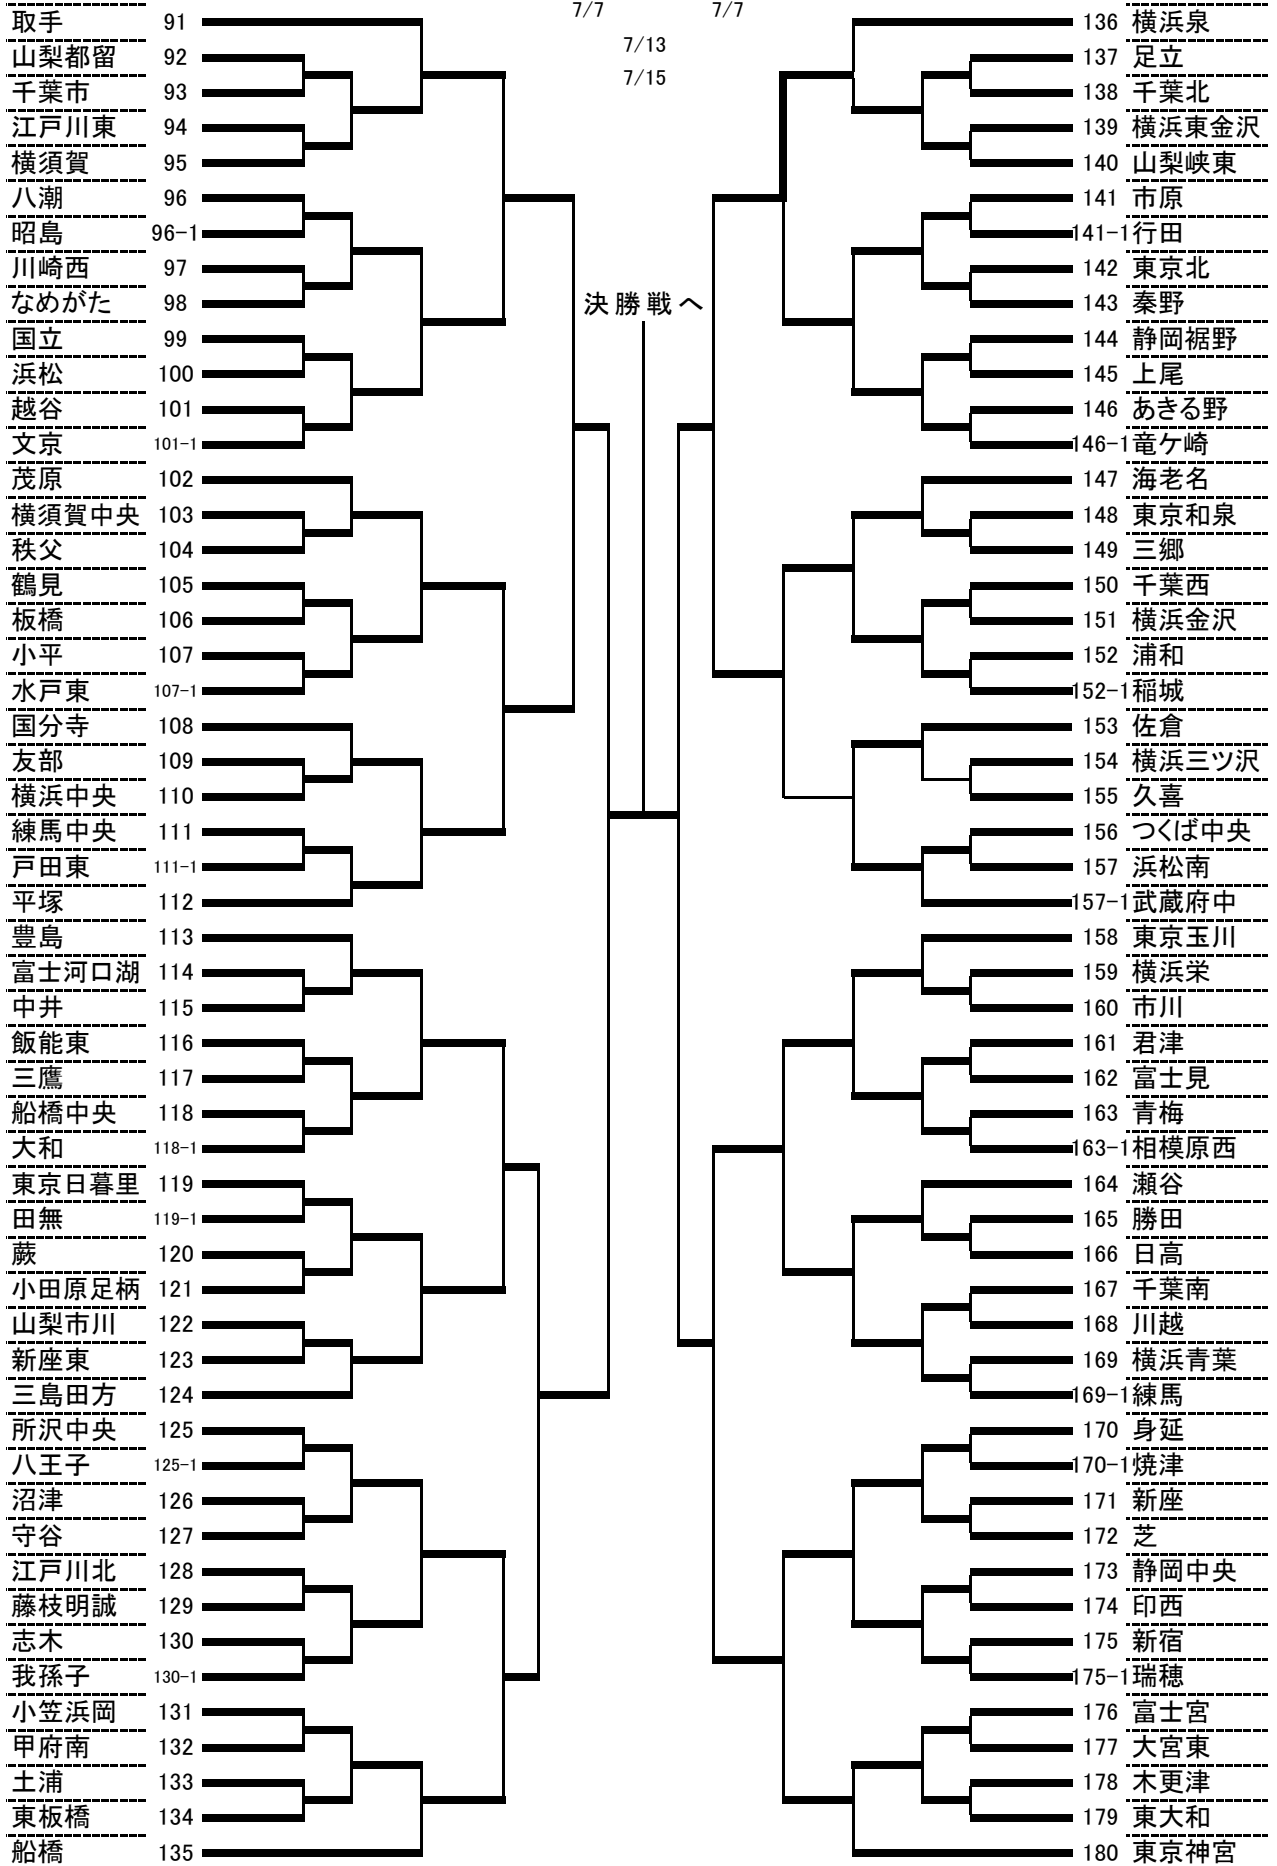 7/7
7/7
7/13
7/15
決勝戦へ
取手 91
山梨都留 92
千葉市 93
江戸川東 94
横須賀 95
八潮 96
昭島 96-1
川崎西 97
なめがた 98
国立 99
浜松 100
越谷 101
文京 101-1
茂原 102
横須賀中央 103
秩父 104
鶴見 105
板橋 106
小平 107
水戸東 107-1
国分寺 108
友部 109
横浜中央 110
練馬中央 111
戸田東 111-1
平塚 112
豊島 113
富士河口湖 114
中井 115
飯能東 116
三鷹 117
船橋中央 118
大和 118-1
東京日暮里 119
田無 119-1
蕨 120
小田原足柄 121
山梨市川 122
新座東 123
三島田方 124
所沢中央 125
八王子 125-1
沼津 126
守谷 127
江戸川北 128
藤枝明誠 129
志木 130
我孫子 130-1
小笠浜岡 131
甲府南 132
土浦 133
東板橋 134
船橋 135
136 横浜泉
137 足立
138 千葉北
139 横浜東金沢
140 山梨峡東
141 市原
141-1 行田
142 東京北
143 秦野
144 静岡裾野
145 上尾
146 あきる野
146-1 竜ケ崎
147 海老名
148 東京和泉
149 三郷
150 千葉西
151 横浜金沢
152 浦和
152-1 稲城
153 佐倉
154 横浜三ツ沢
155 久喜
156 つくば中央
157 浜松南
157-1 武蔵府中
158 東京玉川
159 横浜栄
160 市川
161 君津
162 富士見
163 青梅
163-1 相模原西
164 瀬谷
165 勝田
166 日高
167 千葉南
168 川越
169 横浜青葉
169-1 練馬
170 身延
170-1 焼津
171 新座
172 芝
173 静岡中央
174 印西
175 新宿
175-1 瑞穂
176 富士宮
177 大宮東
178 木更津
179 東大和
180 東京神宮